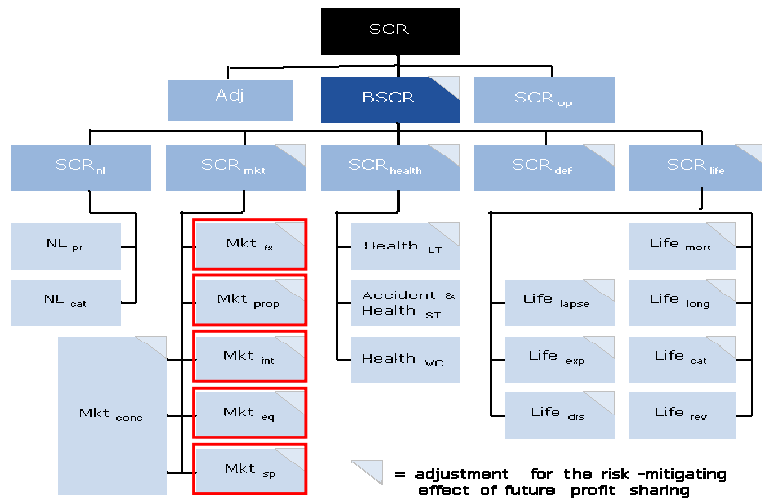 SCR
Adj
BSCR
SCR op
SCR nl
SCR mkt
SCR health
SCR def
SCR life
NL pr
Mkt fx
Health LT
Life mort
NL cat
Mkt prop
Accident &
Health ST
Life lapse
Life long
Mkt conc
Mkt int
Health WC
Life exp
Life cat
Mkt eq
Life dis
Life rev
Mkt sp
= adjustment for the risk -mitigating
effect of future profit sharing